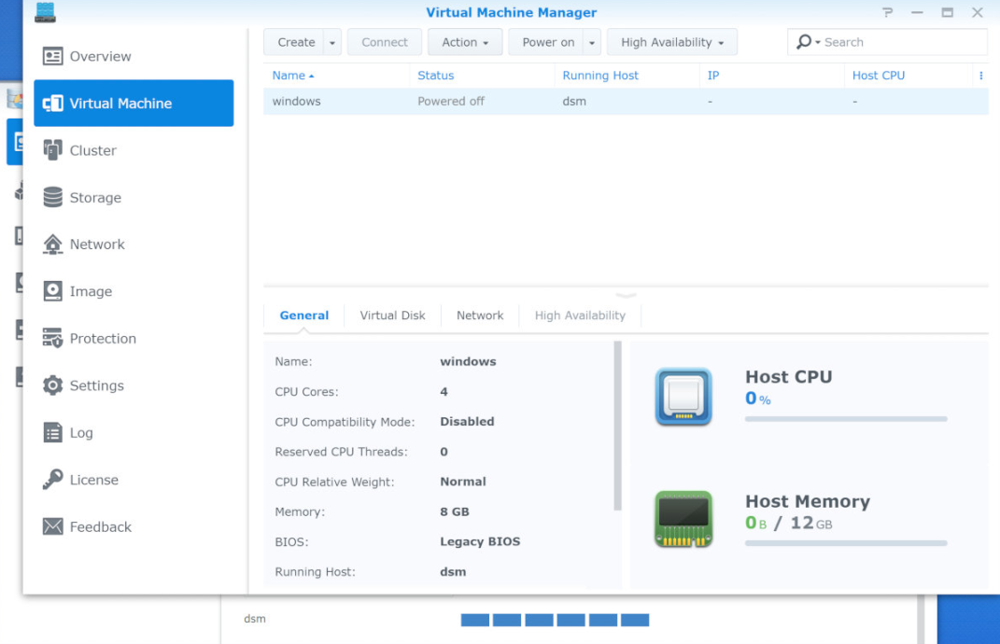 Virtual Machine Manager
Overview
Virtual Machine
Cluster
Storage
Network
Image
Protection
Settings
Log
License
Feedback
Create Connect Action Power on High Availability Search
Name Status Running Host IP Host CPU
windows Powered off dsm - -
General Virtual Disk Network High Availability
Name: windows
CPU Cores: 4
CPU Compatibility Mode: Disabled
Reserved CPU Threads: 0
CPU Relative Weight: Normal
Memory: 8 GB
BIOS: Legacy BIOS
Running Host: dsm
Host CPU
0 %
Host Memory
0 B / 12 GB
dsm